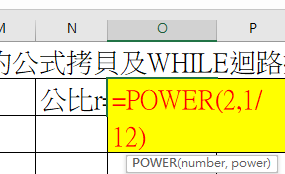 M N O P
的公式拷貝及WHILE迴路
公比r=
=POWER(2,1/
12)
POWER(number, power)